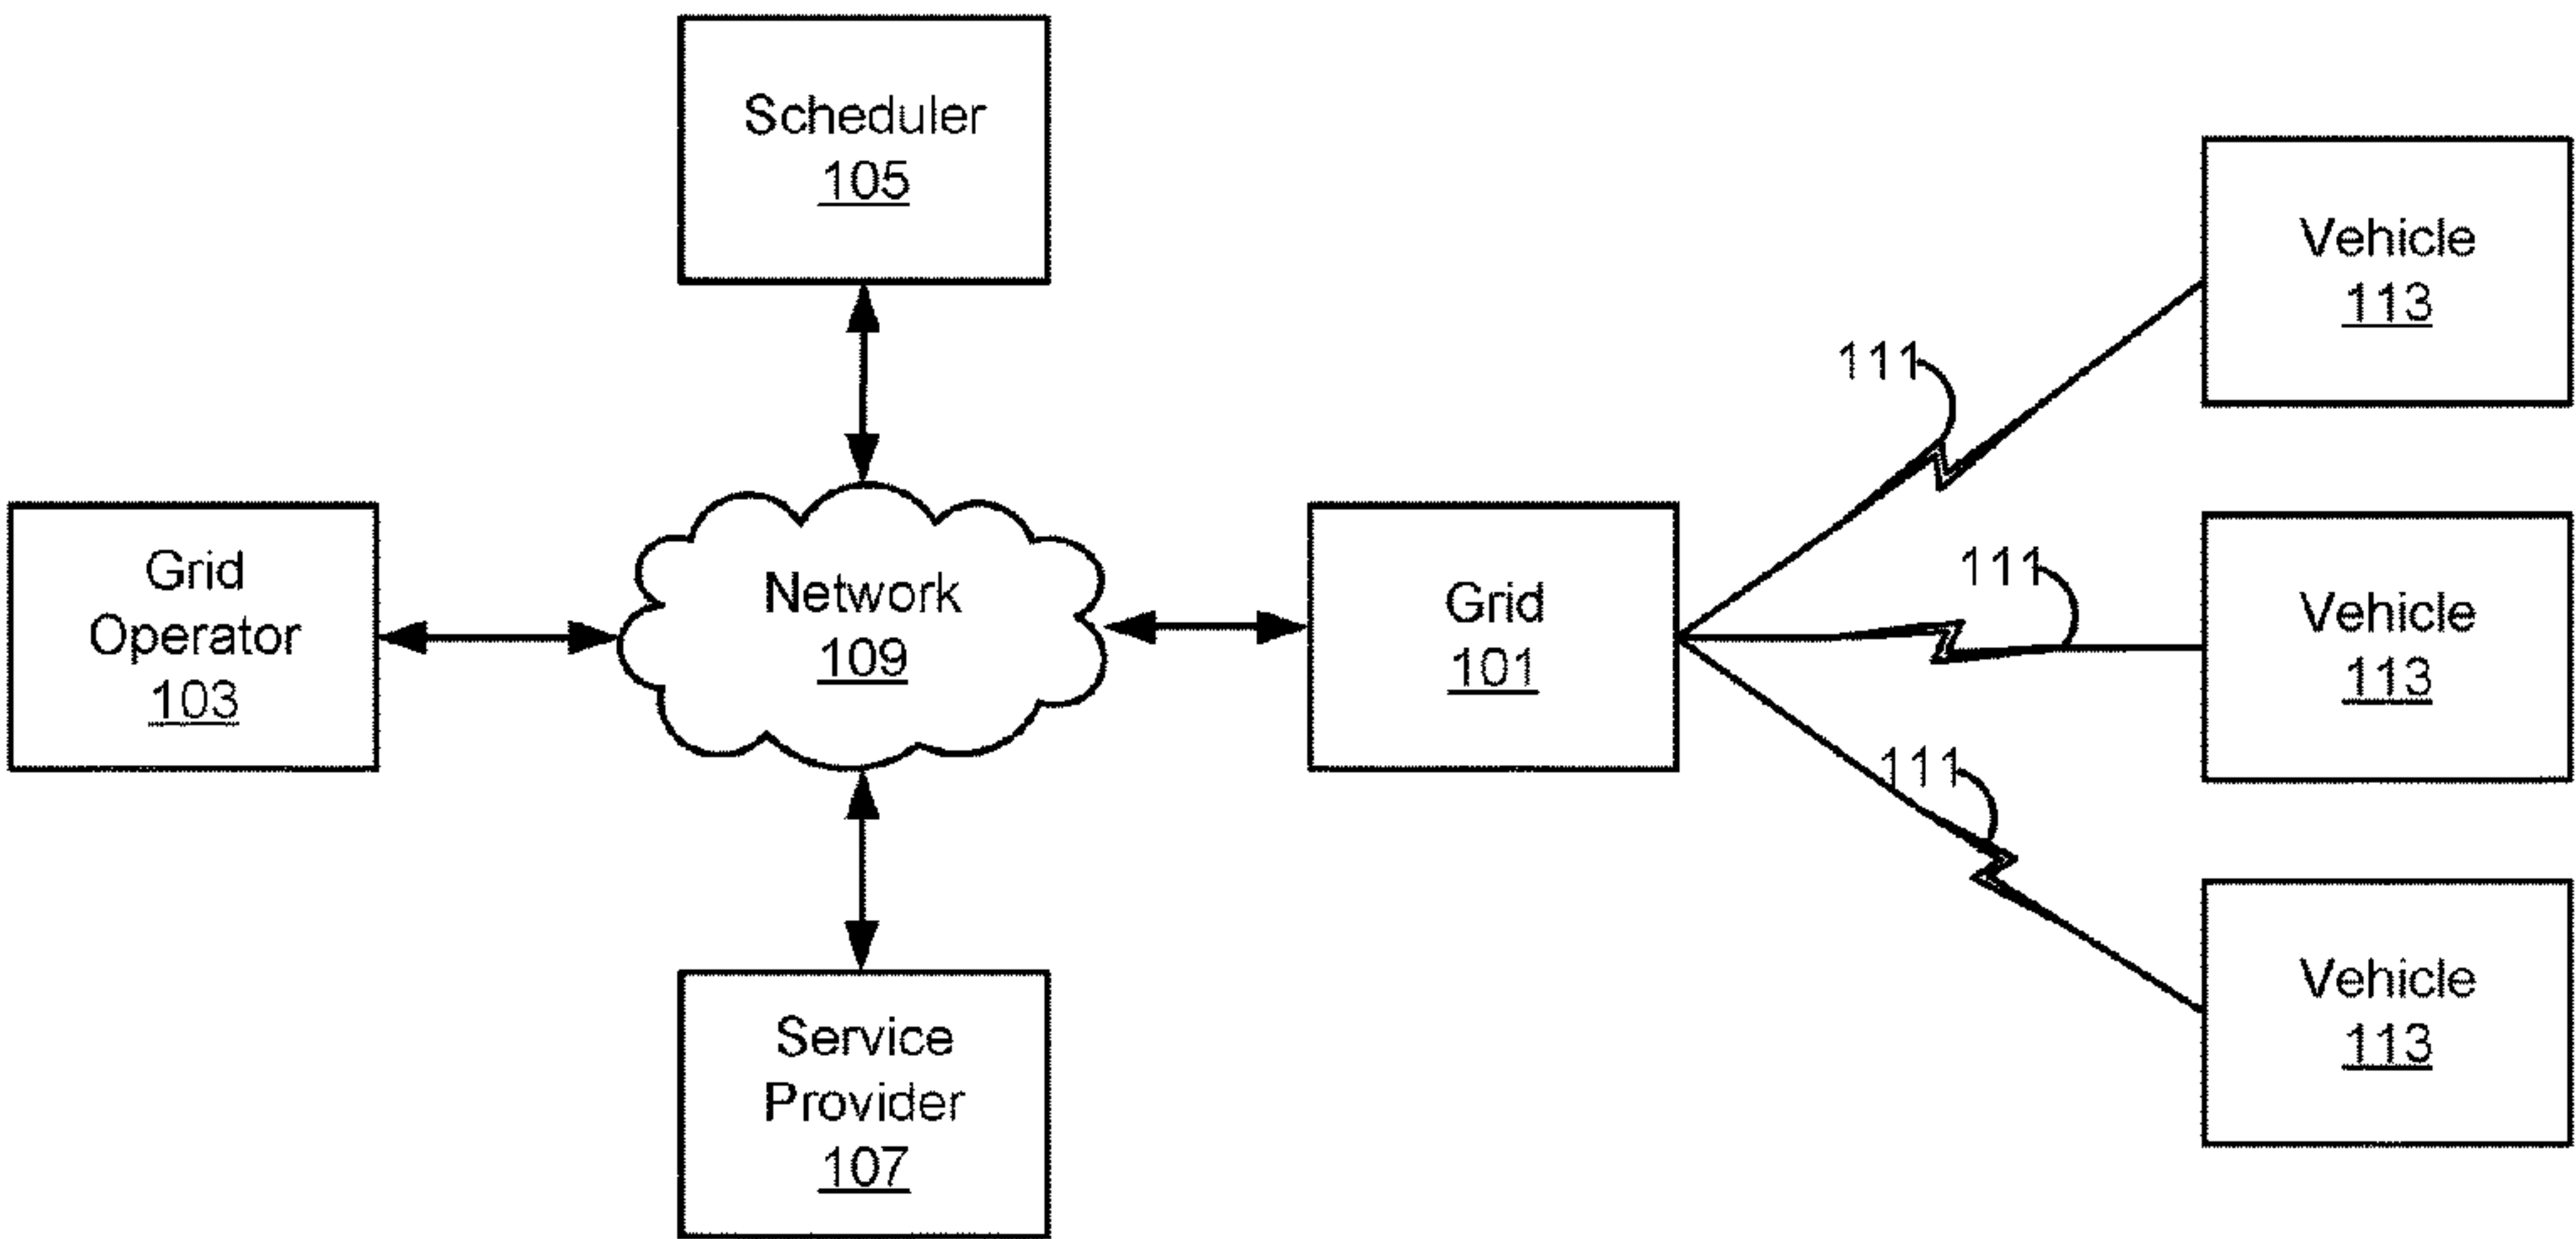 Scheduler
105
Vehicle
113
111
Grid
Operator
103
Network
109
Grid
101
111
Vehicle
113
111
Service
Provider
107
Vehicle
113